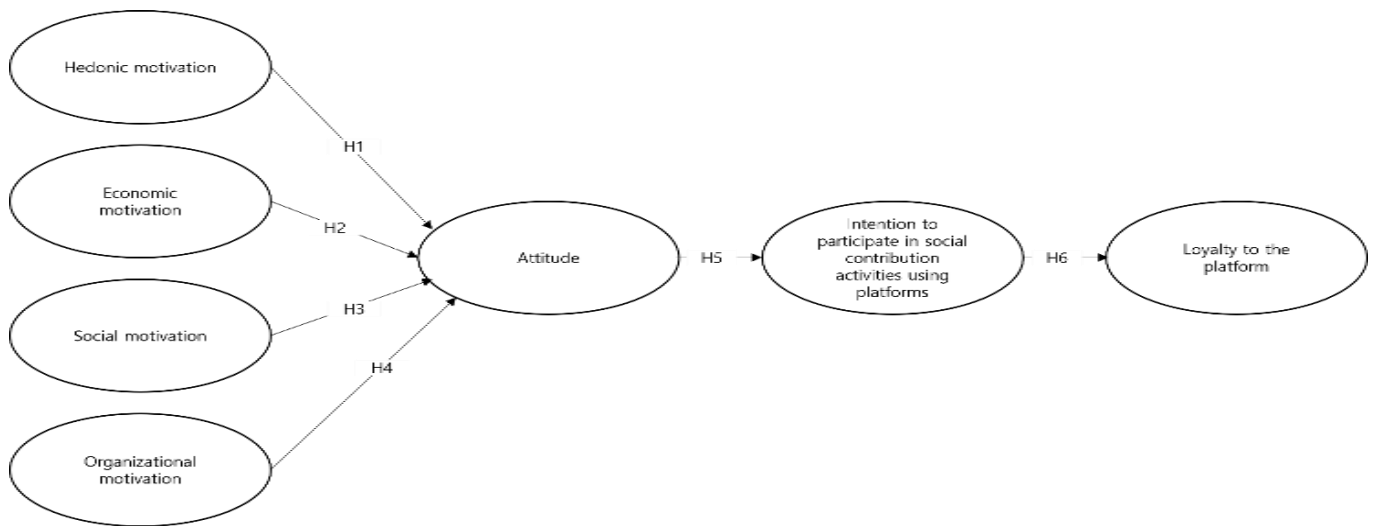 Hedonic motivation
H1
Economic
motivation
H2
Attitude
H5
Intention to
participate in social
contribution
activities using
platforms
H6
Loyalty to the
platform
H3
Social motivation
H4
Organizational
motivation